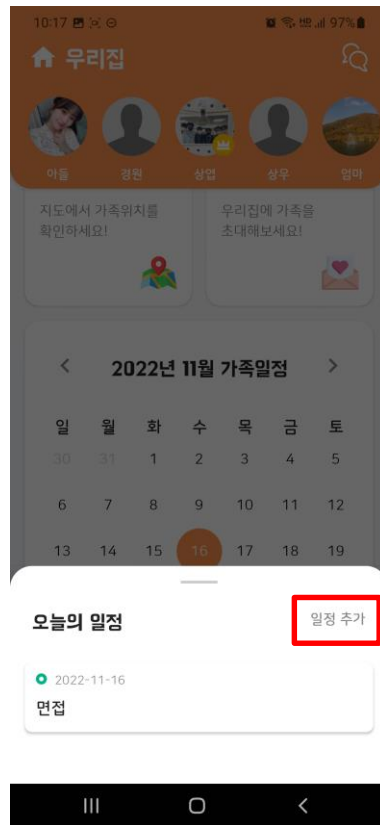 10:17 97%
우리집
아들 경원 상엽 상우 엄마
지도에서 가족위치를 우리집에 가족을
확인하세요! 초대해보세요!
2022년 11월 가족일정
일 월 화 수 목 금 토
30 31 1 2 3 4 5
6 7 8 9 10 11 12
13 14 15 16 17 18 19
오늘의 일정 일정 추가
2022-11-16
면접